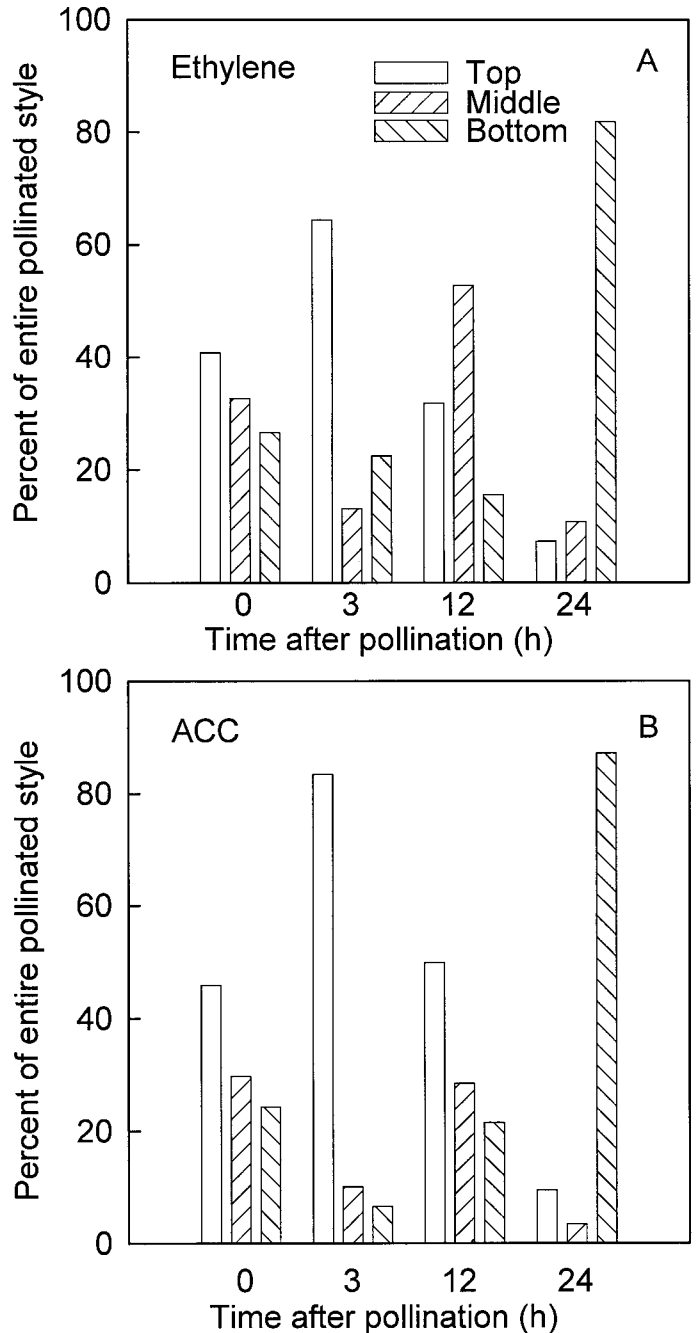 100
80
60
40
20
0
Percent of entire pollinated style
Ethylene
Top
Middle
Bottom
A
0 3 12 24
Time after pollination (h)
100
80
60
40
20
0
Percent of entire pollinated style
ACC
B
0 3 12 24
Time after pollination (h)